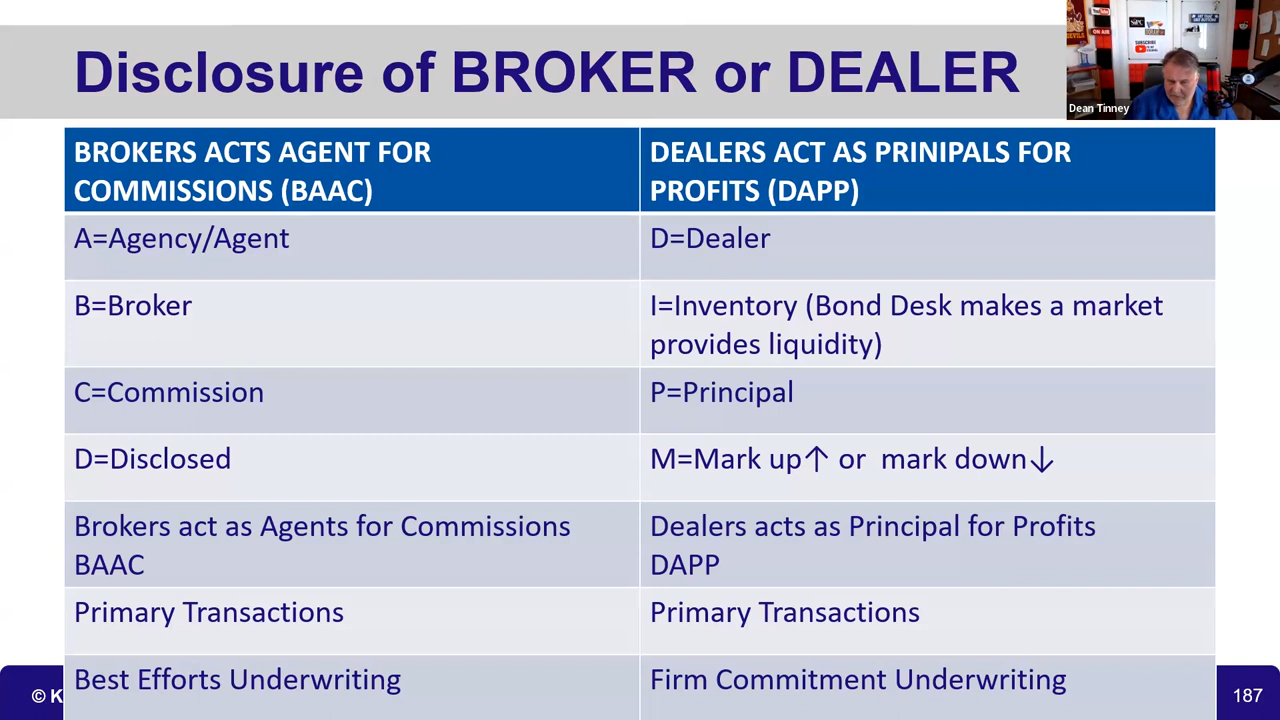 Disclosure of BROKER or DEALER
Dean Tinney
BROKERS ACTS AGENT FOR
COMMISSIONS (BAAC)
DEALERS ACT AS PRINIPALS FOR
PROFITS (DAPP)
A=Agency/Agent
D=Dealer
B=Broker
I=Inventory (Bond Desk makes a market
provides liquidity)
C=Commission
P=Principal
D=Disclosed
M=Mark up↑ or mark down↓
Brokers act as Agents for Commissions
BAAC
Dealers acts as Principal for Profits
DAPP
Primary Transactions
Primary Transactions
Best Efforts Underwriting
Firm Commitment Underwriting
© K
187